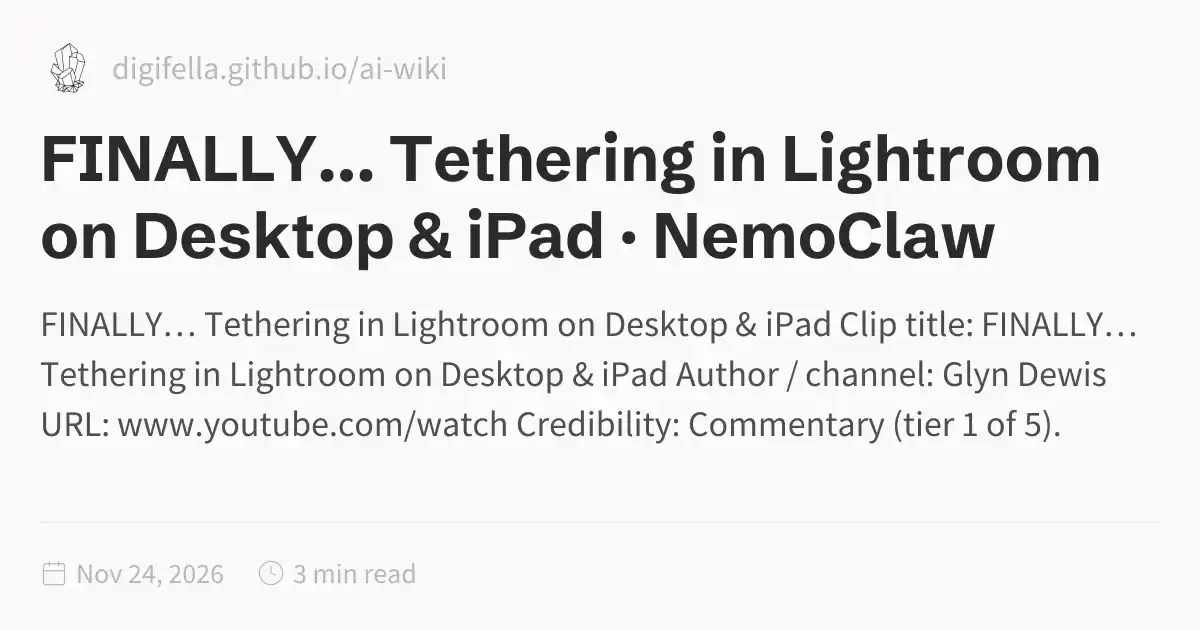 digifella.github.io/ai-wiki
FINALLY... Tethering in Lightroom
on Desktop & iPad • NemoClaw
FINALLY… Tethering in Lightroom on Desktop & iPad Clip title: FINALLY…
Tethering in Lightroom on Desktop & iPad Author / channel: Glyn Dewis
URL: www.youtube.com/watch Credibility: Commentary (tier 1 of 5).
Nov 24, 2026 3 min read